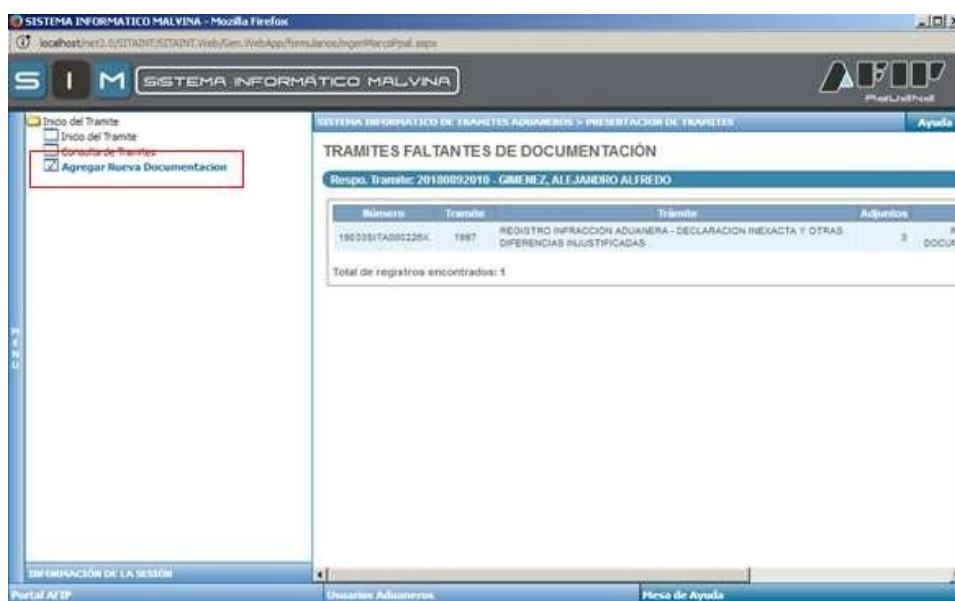 SISTEMA INFORMATICO MALVINA - Mozilla Firefox
SIM SISTEMA INFORMÁTICO MALVINA
AFIP
Inicio del Tramite
Inicio del Tramite
Consulta de Tramites
Agregar Nueva Documentacion
SISTEMA INFORMATICO DE TRAMITES ADUANEROS > PRESENTACION DE TRAMITES
Ayuda
TRAMITES FALTANTES DE DOCUMENTACIÓN
Respo. Tramite: 20180892010 - GIMENEZ, ALEJANDRO ALFREDO
Número Tramite Trámite Adjuntos
1997 REGISTRO INFRACCION ADUANERA - DECLARACION INEXACTA Y OTRAS 3
DIFERENCIAS INJUSTIFICADAS
Total de registros encontrados: 1
MENU
INFORMACIÓN DE LA SESIÓN
Portal AFIP Usuarios Aduaneros Mesa de Ayuda